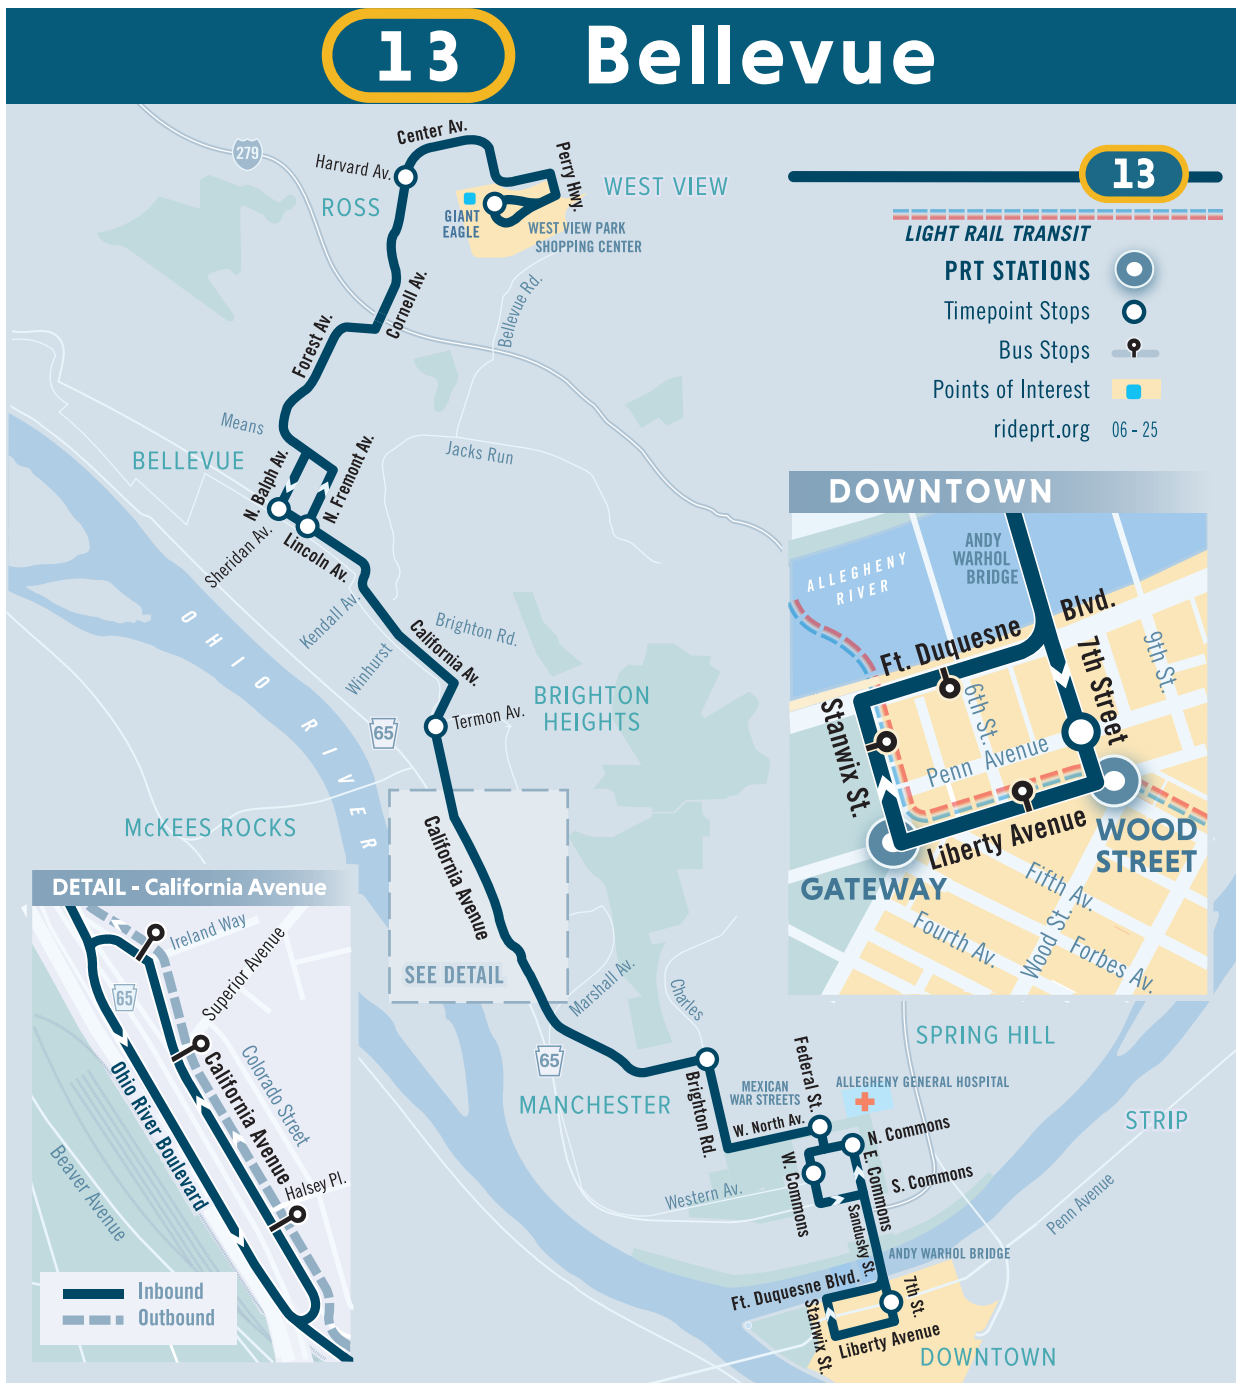 13 Bellevue
279
Center Av.
Harvard Av.
Perry Hwy.
WEST VIEW
ROSS
GIANT
EAGLE
WEST VIEW PARK
SHOPPING CENTER
Cornell Av.
Bellevue Rd.
Forest Av.
Means
BELLEVUE
N. Balph Av.
N. Fremont Av.
Jacks Run
Sheridan Av.
Lincoln Av.
Kendall Av.
California Av.
Brighton Rd.
Winhurst
OHIO RIVER
BRIGHTON
HEIGHTS
65
Termon Av.
McKEES ROCKS
California Avenue
SEE DETAIL
Marshall Av.
Charles
65
MANCHESTER
Brighton Rd.
MEXICAN
WAR STREETS
Federal St.
ALLEGHENY GENERAL HOSPITAL
SPRING HILL
STRIP
W. North Av.
N. Commons
W. Commons
E. Commons
S. Commons
Western Av.
Sandusky St.
Penn Avenue
ANDY WARHOL BRIDGE
Ft. Duquesne Blvd.
7th St.
Stanwix St.
Liberty Avenue
DOWNTOWN
13
LIGHT RAIL TRANSIT
PRT STATIONS
Timepoint Stops
Bus Stops
Points of Interest
rideprt.org 06 - 25
DOWNTOWN
ALLEGHENY
RIVER
ANDY
WARHOL
BRIDGE
Ft. Duquesne Blvd.
7th Street
9th St.
6th St.
Stanwix St.
Penn Avenue
Liberty Avenue
WOOD
STREET
GATEWAY
Fifth Av.
Fourth Av.
Wood St.
Forbes Av.
DETAIL - California Avenue
Ireland Way
Superior Avenue
65
California Avenue
Colorado Street
Ohio River Boulevard
Halsey Pl.
Beaver Avenue
Inbound
Outbound